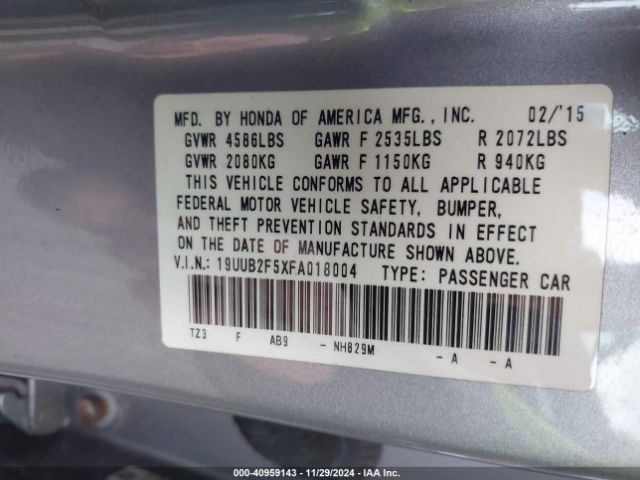 MFD. BY HONDA OF AMERICA MFG., INC. 02/'15
GVWR 4586LBS GAWR F 2535LBS R 2072LBS
GVWR 2080KG GAWR F 1150KG R 940KG
THIS VEHICLE CONFORMS TO ALL APPLICABLE
FEDERAL MOTOR VEHICLE SAFETY, BUMPER,
AND THEFT PREVENTION STANDARDS IN EFFECT
ON THE DATE OF MANUFACTURE SHOWN ABOVE.
V.I.N.: 19UUB2F5XFA018004 TYPE: PASSENGER CAR
TZ3 F AB9 - NH829M - A - A
000-40959143 - 11/29/2024 - IAA Inc.